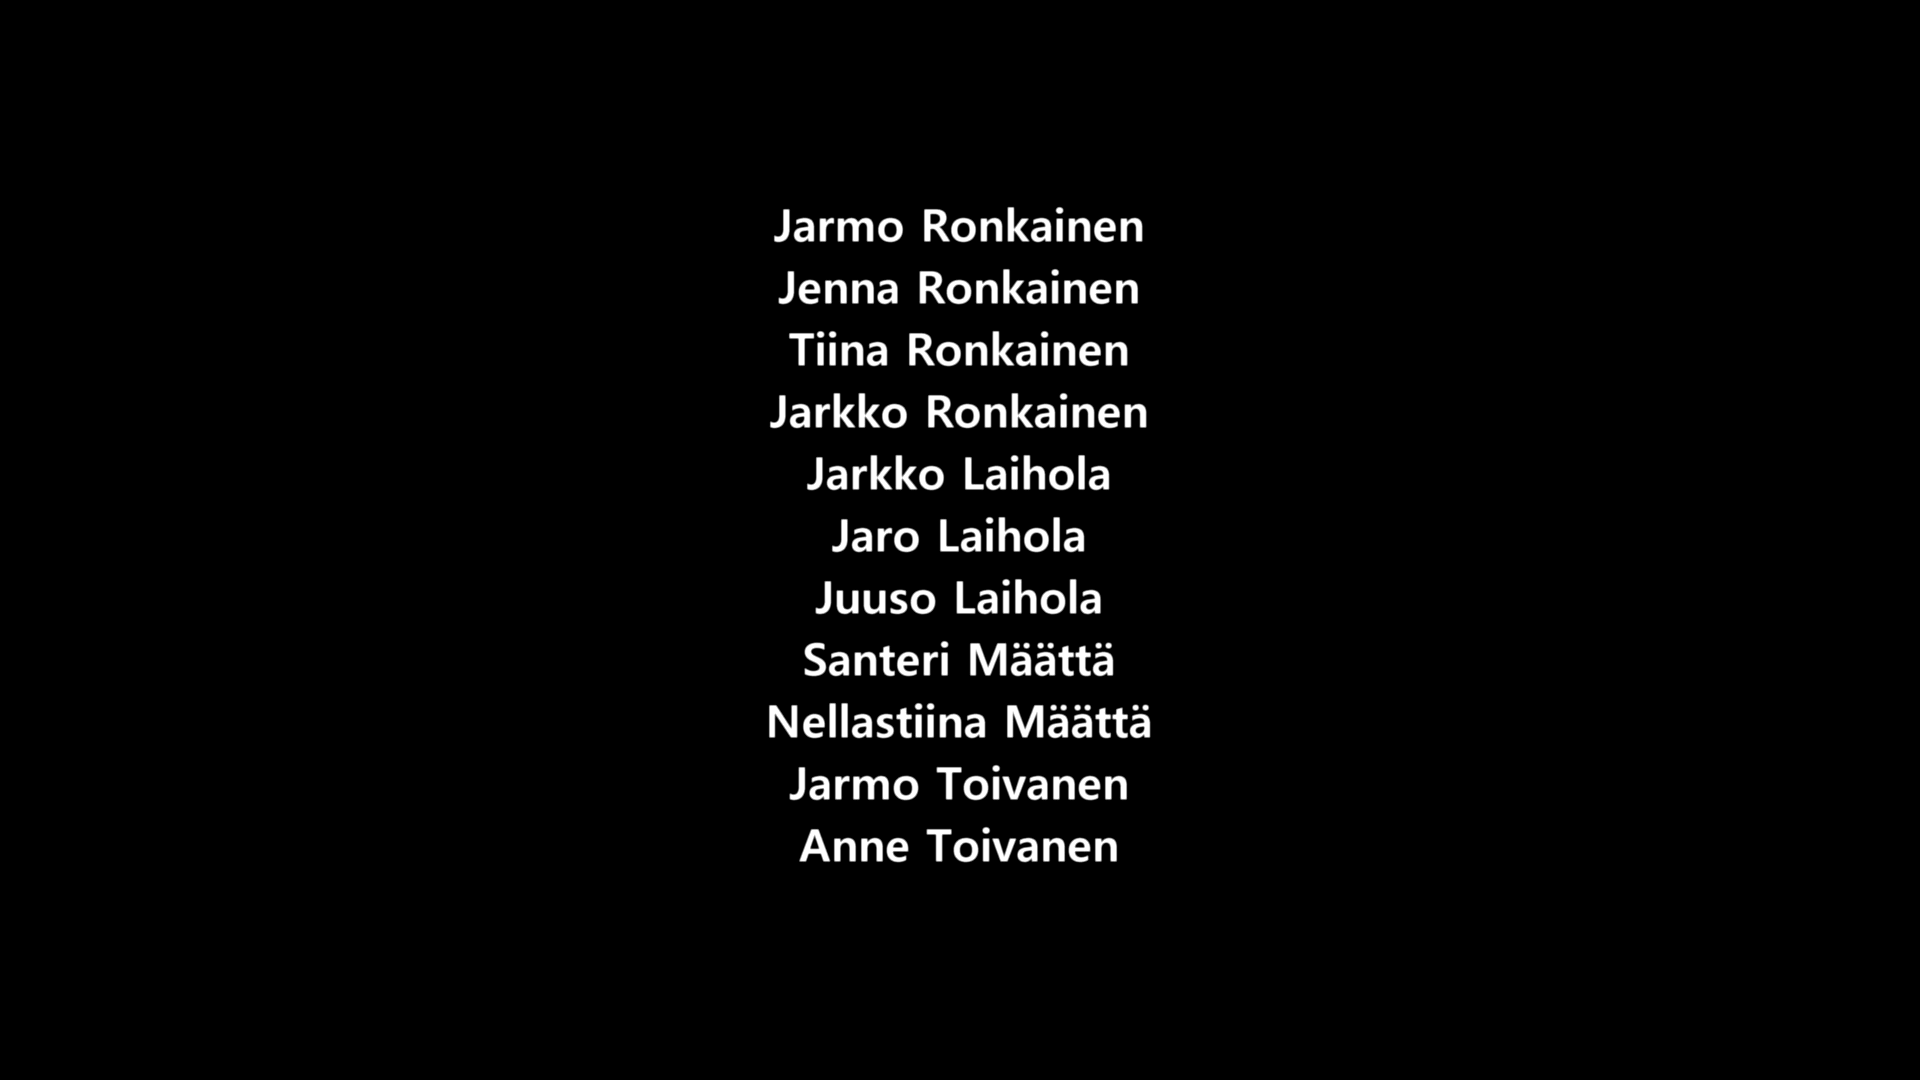 Jarmo Ronkainen
Jenna Ronkainen
Tiina Ronkainen
Jarkko Ronkainen
Jarkko Laihola
Jaro Laihola
Juuso Laihola
Santeri Määttä
Nellastiina Määttä
Jarmo Toivanen
Anne Toivanen